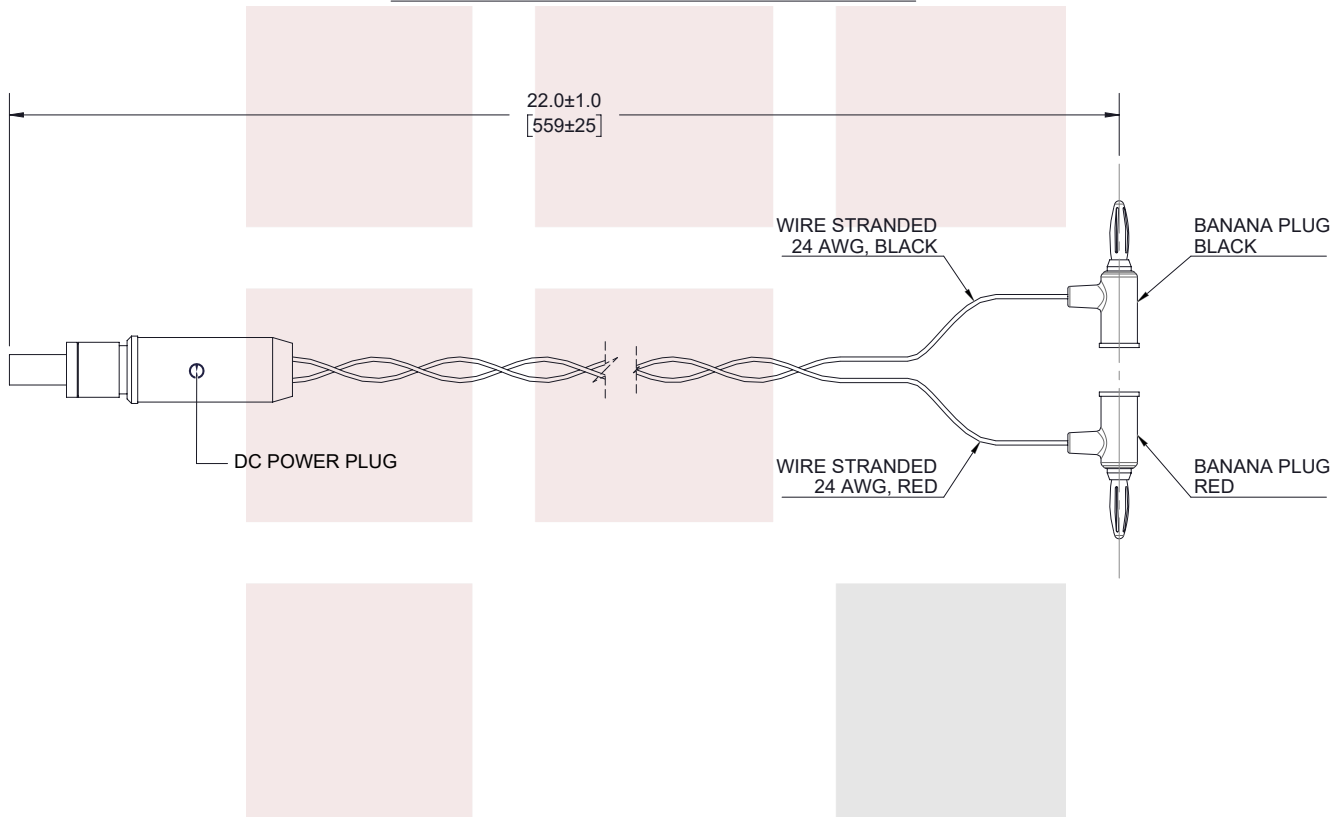 22.0±1.0
[559±25]
WIRE STRANDED
24 AWG, BLACK
BANANA PLUG
BLACK
DC POWER PLUG
WIRE STRANDED
24 AWG, RED
BANANA PLUG
RED